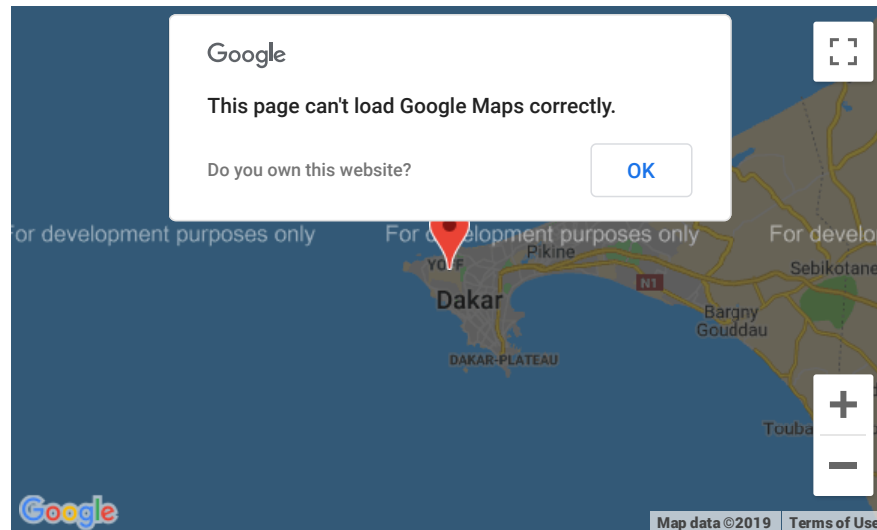 Google
This page can't load Google Maps correctly.
Do you own this website?
OK
For development purposes only
For development purposes only
For develo
YOFF
Pikine
Sebikotane
N1
Dakar
Bargny
Gouddau
DAKAR-PLATEAU
Touba
Google
Map data ©2019
Terms of Use